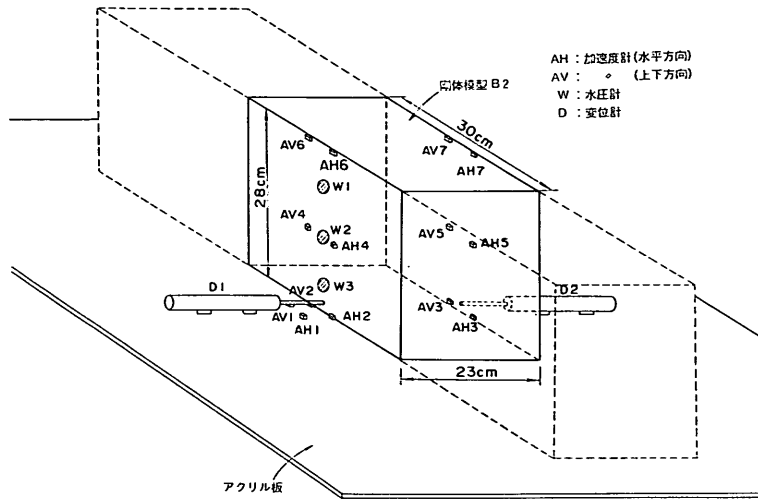 AH : 加速度計(水平方向)
AV : 〃 (上下方向)
W : 水圧計
D : 変位計
剛体模型B2
30cm
28cm
AV6
AH6
AV7
AH7
W1
AV4
W2
AH4
AV5
AH5
W3
D1
AV2
AV1
AH1
AH2
AV3
AH3
D2
23cm
アクリル板